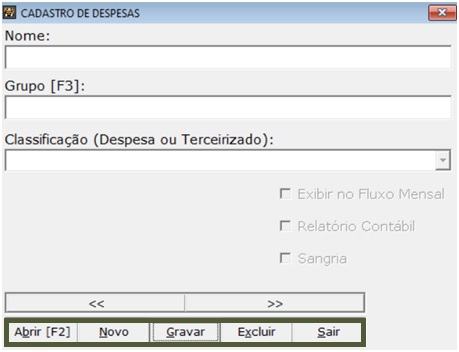 CADASTRO DE DESPESAS
Nome:
Grupo [F3]:
Classificação (Despesa ou Terceirizado):
Exibir no Fluxo Mensal
Relatório Contábil
Sangria
<< >>
Abrir [F2] Novo Gravar Excluir Sair